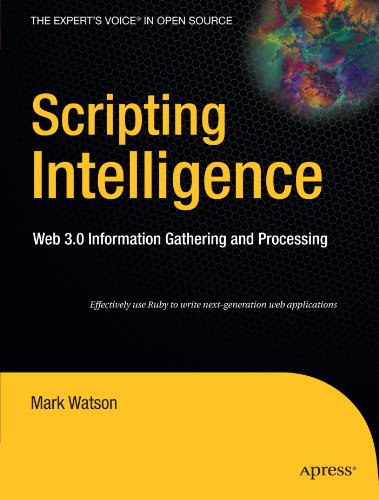 THE EXPERT'S VOICE® IN OPEN SOURCE
Scripting
Intelligence
Web 3.0 Information Gathering and Processing
Effectively use Ruby to write next-generation web applications
Mark Watson
Apress®